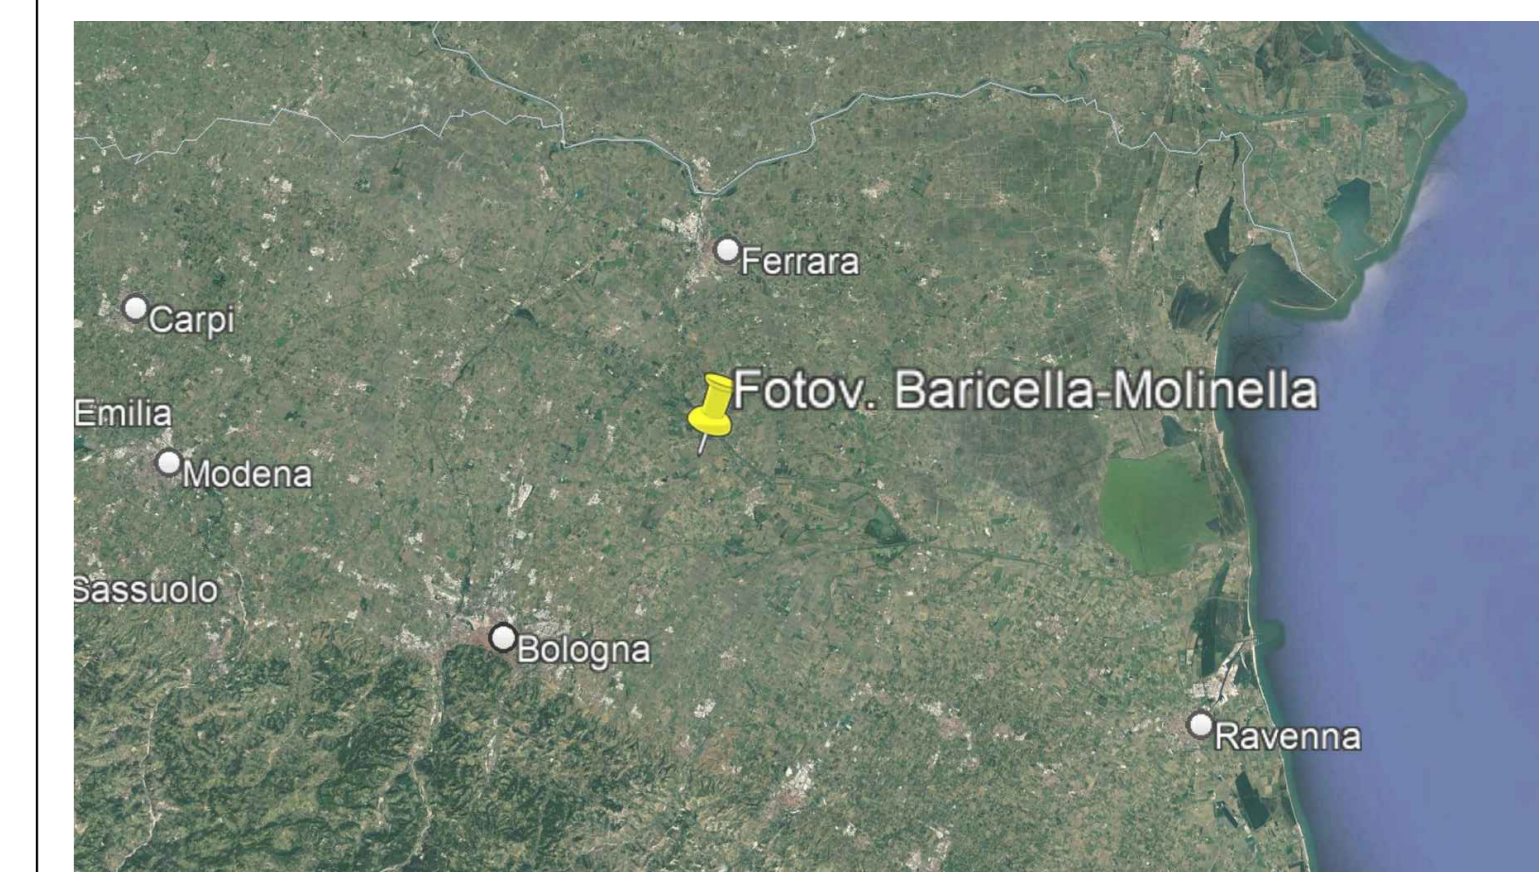 Ferrara
Carpi
Fotov. Baricella-Molinella
Emilia
Modena
Sassuolo
Bologna
Ravenna